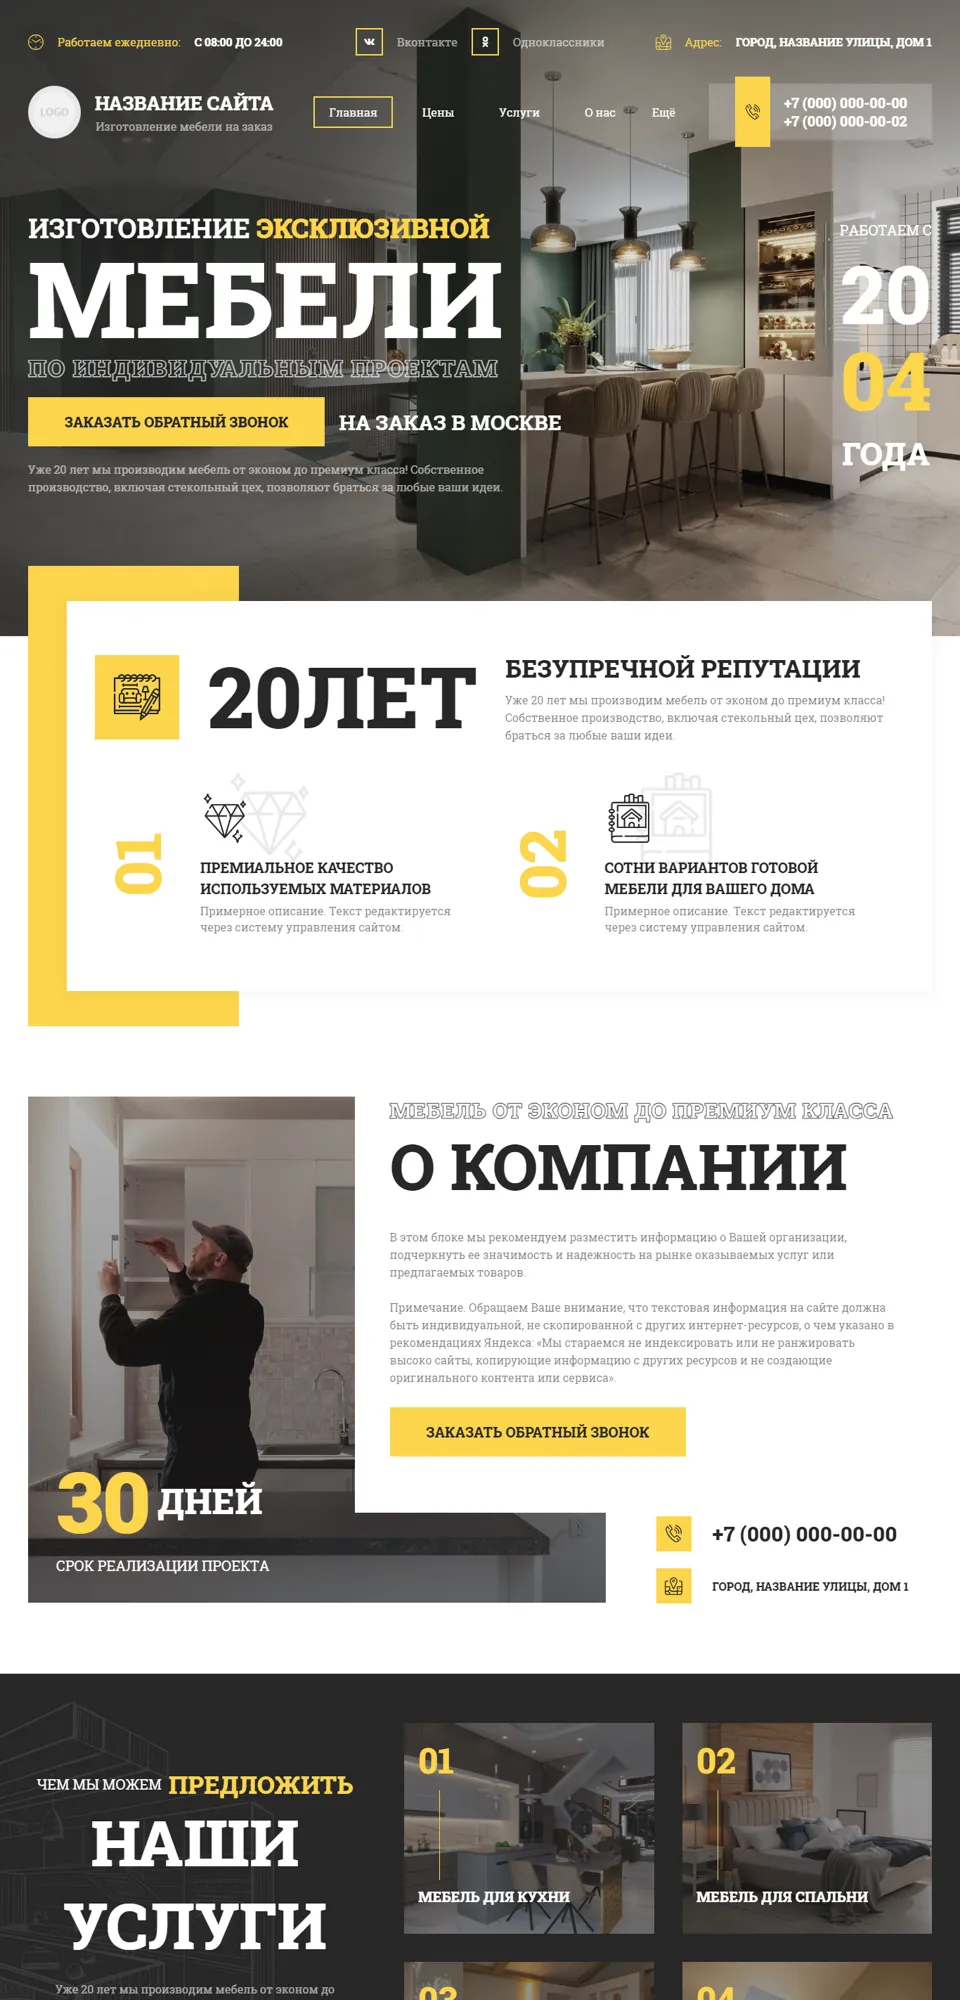 Работаем ежедневно: С 08:00 ДО 24:00
Вконтакте
Одноклассники
Адрес: ГОРОД, НАЗВАНИЕ УЛИЦЫ, ДОМ 1
LOGO
НАЗВАНИЕ САЙТА
Изготовление мебели на заказ
Главная
Цены
Услуги
О нас
Ещё
+7 (000) 000-00-00
+7 (000) 000-00-02
ИЗГОТОВЛЕНИЕ ЭКСКЛЮЗИВНОЙ
МЕБЕЛИ
ПО ИНДИВИДУАЛЬНЫМ ПРОЕКТАМ
ЗАКАЗАТЬ ОБРАТНЫЙ ЗВОНОК
НА ЗАКАЗ В МОСКВЕ
Уже 20 лет мы производим мебель от эконом до премиум класса! Собственное
производство, включая стекольный цех, позволяют браться за любые ваши идеи.
РАБОТАЕМ С
20
04
ГОДА
20ЛЕТ
БЕЗУПРЕЧНОЙ РЕПУТАЦИИ
Уже 20 лет мы производим мебель от эконом до премиум класса!
Собственное производство, включая стекольный цех, позволяют
браться за любые ваши идеи.
01
ПРЕМИАЛЬНОЕ КАЧЕСТВО
ИСПОЛЬЗУЕМЫХ МАТЕРИАЛОВ
Примерное описание. Текст редактируется
через систему управления сайтом.
02
СОТНИ ВАРИАНТОВ ГОТОВОЙ
МЕБЕЛИ ДЛЯ ВАШЕГО ДОМА
Примерное описание. Текст редактируется
через систему управления сайтом.
МЕБЕЛЬ ОТ ЭКОНОМ ДО ПРЕМИУМ КЛАССА
О КОМПАНИИ
В этом блоке мы рекомендуем разместить информацию о Вашей организации,
подчеркнуть ее значимость и надежность на рынке оказываемых услуг или
предлагаемых товаров.
Примечание. Обращаем Ваше внимание, что текстовая информация на сайте должна
быть индивидуальной, не скопированной с других интернет-ресурсов, о чем указано в
рекомендациях Яндекса: «Мы стараемся не индексировать или не ранжировать
высоко сайты, копирующие информацию с других ресурсов и не создающие
оригинального контента или сервиса».
ЗАКАЗАТЬ ОБРАТНЫЙ ЗВОНОК
30 ДНЕЙ
СРОК РЕАЛИЗАЦИИ ПРОЕКТА
+7 (000) 000-00-00
ГОРОД, НАЗВАНИЕ УЛИЦЫ, ДОМ 1
ЧЕМ МЫ МОЖЕМ ПРЕДЛОЖИТЬ
НАШИ
УСЛУГИ
Уже 20 лет мы производим мебель от эконом до
01
МЕБЕЛЬ ДЛЯ КУХНИ
02
МЕБЕЛЬ ДЛЯ СПАЛЬНИ
03
04